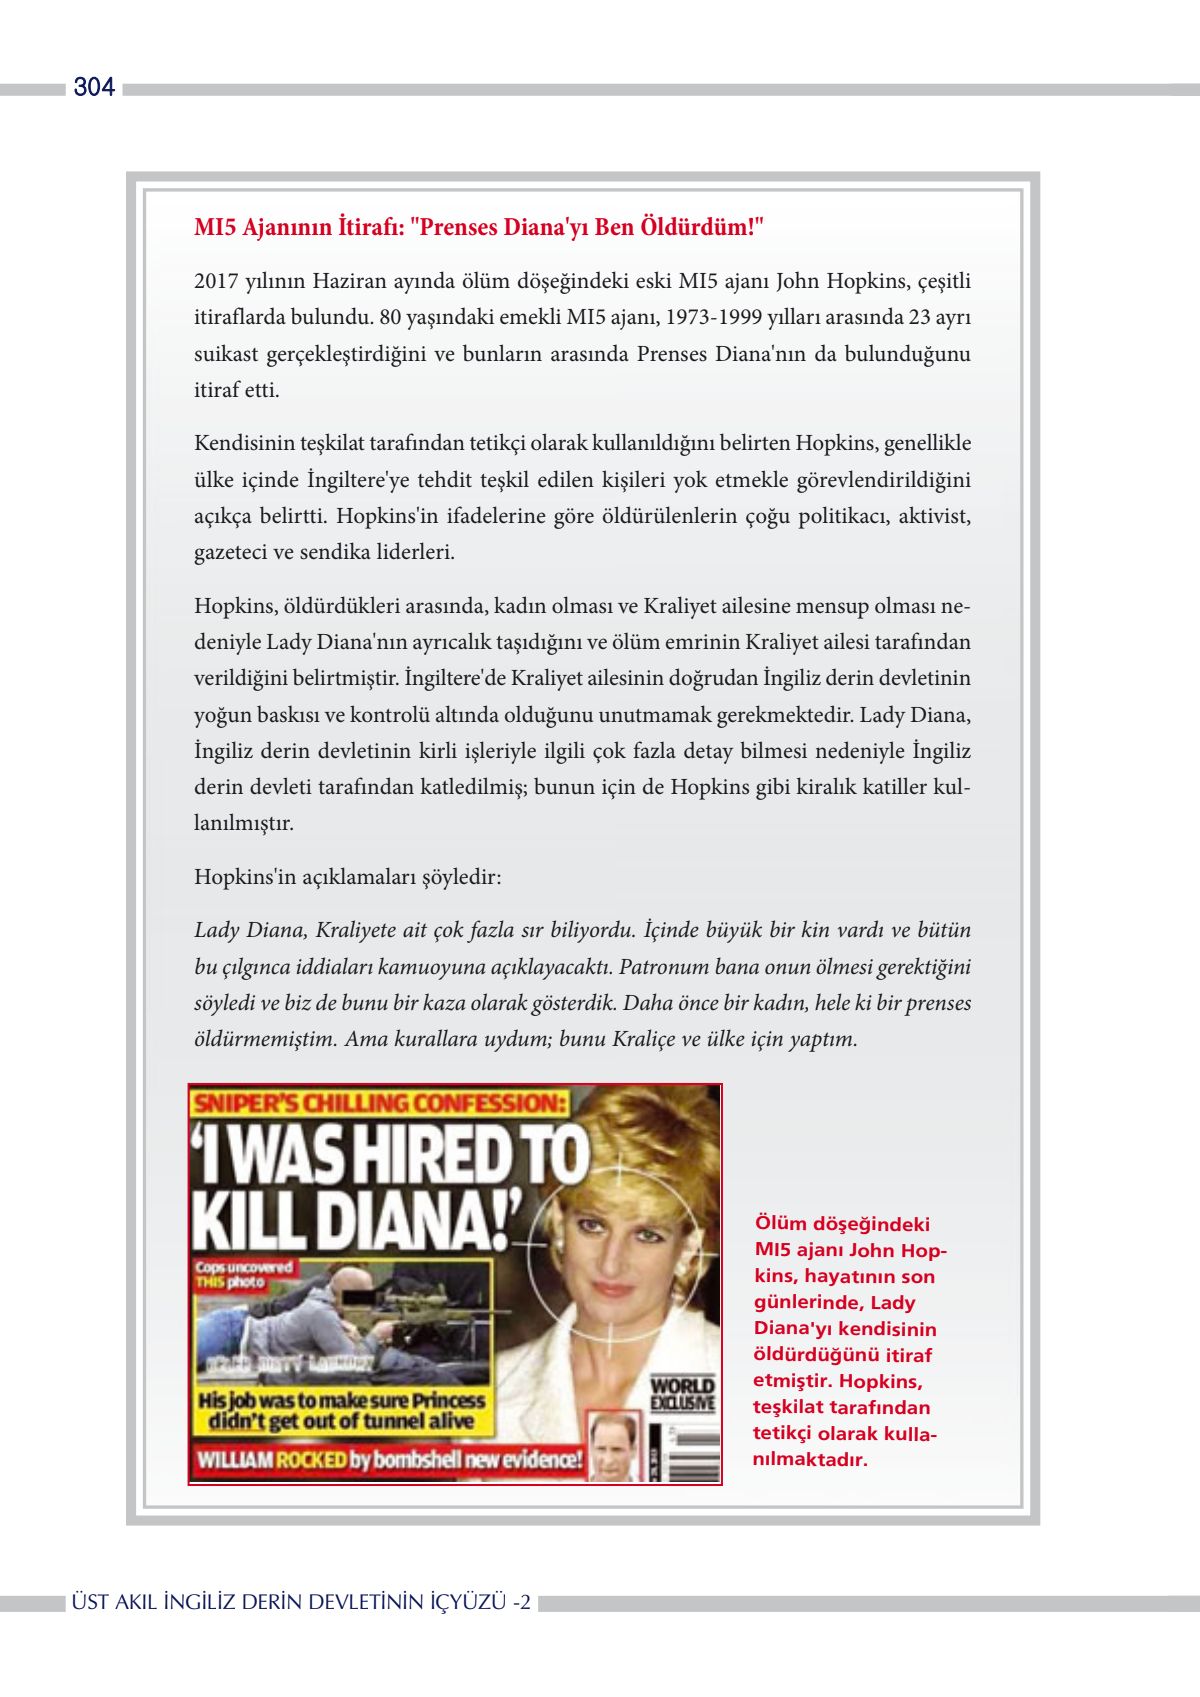 304
MI5 Ajanının İtirafı: "Prenses Diana'yı Ben Öldürdüm!"
2017 yılının Haziran ayında ölüm döşeğindeki eski MI5 ajanı John Hopkins, çeşitli
itiraflarda bulundu. 80 yaşındaki emekli MI5 ajanı, 1973-1999 yılları arasında 23 ayrı
suikast gerçekleştirdiğini ve bunların arasında Prenses Diana'nın da bulunduğunu
itiraf etti.
Kendisinin teşkilat tarafından tetikçi olarak kullanıldığını belirten Hopkins, genellikle
ülke içinde İngiltere'ye tehdit teşkil edilen kişileri yok etmekle görevlendirildiğini
açıkça belirtti. Hopkins'in ifadelerine göre öldürülenlerin çoğu politikacı, aktivist,
gazeteci ve sendika liderleri.
Hopkins, öldürdükleri arasında, kadın olması ve Kraliyet ailesine mensup olması ne-
deniyle Lady Diana'nın ayrıcalık taşıdığını ve ölüm emrinin Kraliyet ailesi tarafından
verildiğini belirtmiştir. İngiltere'de Kraliyet ailesinin doğrudan İngiliz derin devletinin
yoğun baskısı ve kontrolü altında olduğunu unutmamak gerekmektedir. Lady Diana,
İngiliz derin devletinin kirli işleriyle ilgili çok fazla detay bilmesi nedeniyle İngiliz
derin devleti tarafından katledilmiş; bunun için de Hopkins gibi kiralık katiller kul-
lanılmıştır.
Hopkins'in açıklamaları şöyledir:
Lady Diana, Kraliyete ait çok fazla sır biliyordu. İçinde büyük bir kin vardı ve bütün
bu çılgınca iddiaları kamuoyuna açıklayacaktı. Patronum bana onun ölmesi gerektiğini
söyledi ve biz de bunu bir kaza olarak gösterdik. Daha önce bir kadın, hele ki bir prenses
öldürmemiştim. Ama kurallara uydum; bunu Kraliçe ve ülke için yaptım.
SNIPER'S CHILLING CONFESSION:
'I WAS HIRED TO
KILL DIANA!'
Cops uncovered
THIS photo
His job was to make sure Princess
didn't get out of tunnel alive
WORLD
EXCLUSIVE
WILLIAM ROCKED by bombshell new evidence!
Ölüm döşeğindeki
MI5 ajanı John Hop-
kins, hayatının son
günlerinde, Lady
Diana'yı kendisinin
öldürdüğünü itiraf
etmiştir. Hopkins,
teşkilat tarafından
tetikçi olarak kulla-
nılmaktadır.
ÜST AKIL İNGİLİZ DERİN DEVLETİNİN İÇYÜZÜ -2